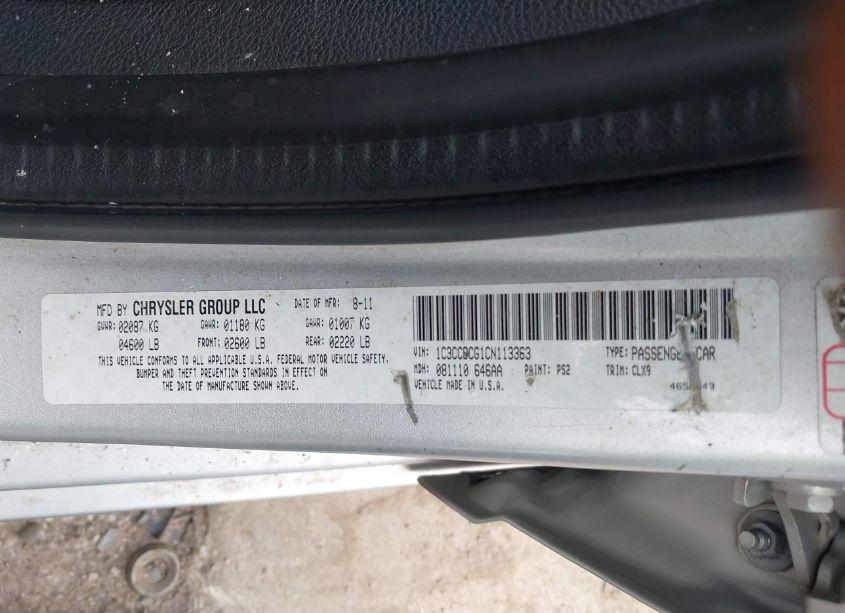 MFD BY CHRYSLER GROUP LLC DATE OF MFR: 8-11
GVWR: 02087 KG GAWR: 01180 KG GAWR: 01007 KG
04600 LB FRONT: 02600 LB REAR: 02220 LB
THIS VEHICLE CONFORMS TO ALL APPLICABLE U.S.A. FEDERAL MOTOR VEHICLE SAFETY,
BUMPER AND THEFT PREVENTION STANDARDS IN EFFECT ON
THE DATE OF MANUFACTURE SHOWN ABOVE.
VIN: 1C3CCBCG1CN113363 TYPE: PASSENGER CAR
MDH: 081110 646AA PAINT: PS2 TRIM: CLX9
VEHICLE MADE IN U.S.A.